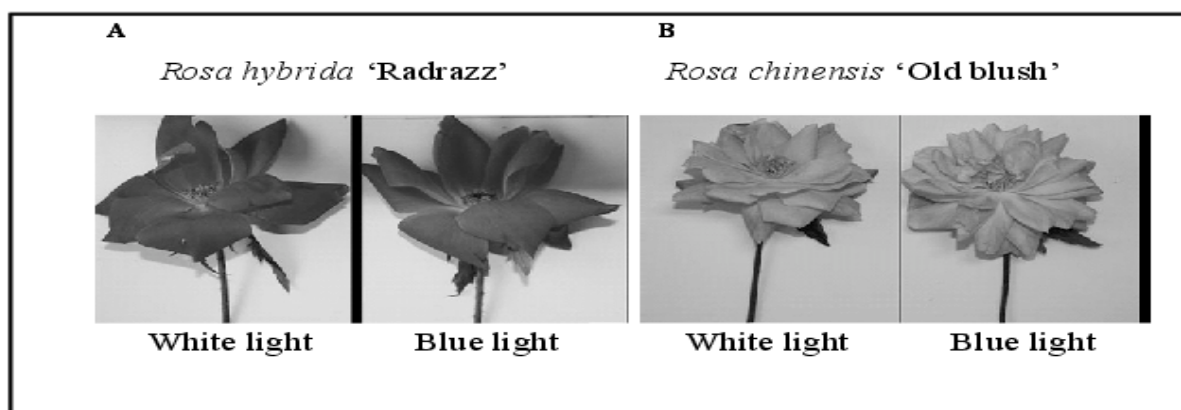 A
B
Rosa hybrida ‘Radrazz’
Rosa chinensis ‘Old blush’
White light
Blue light
White light
Blue light